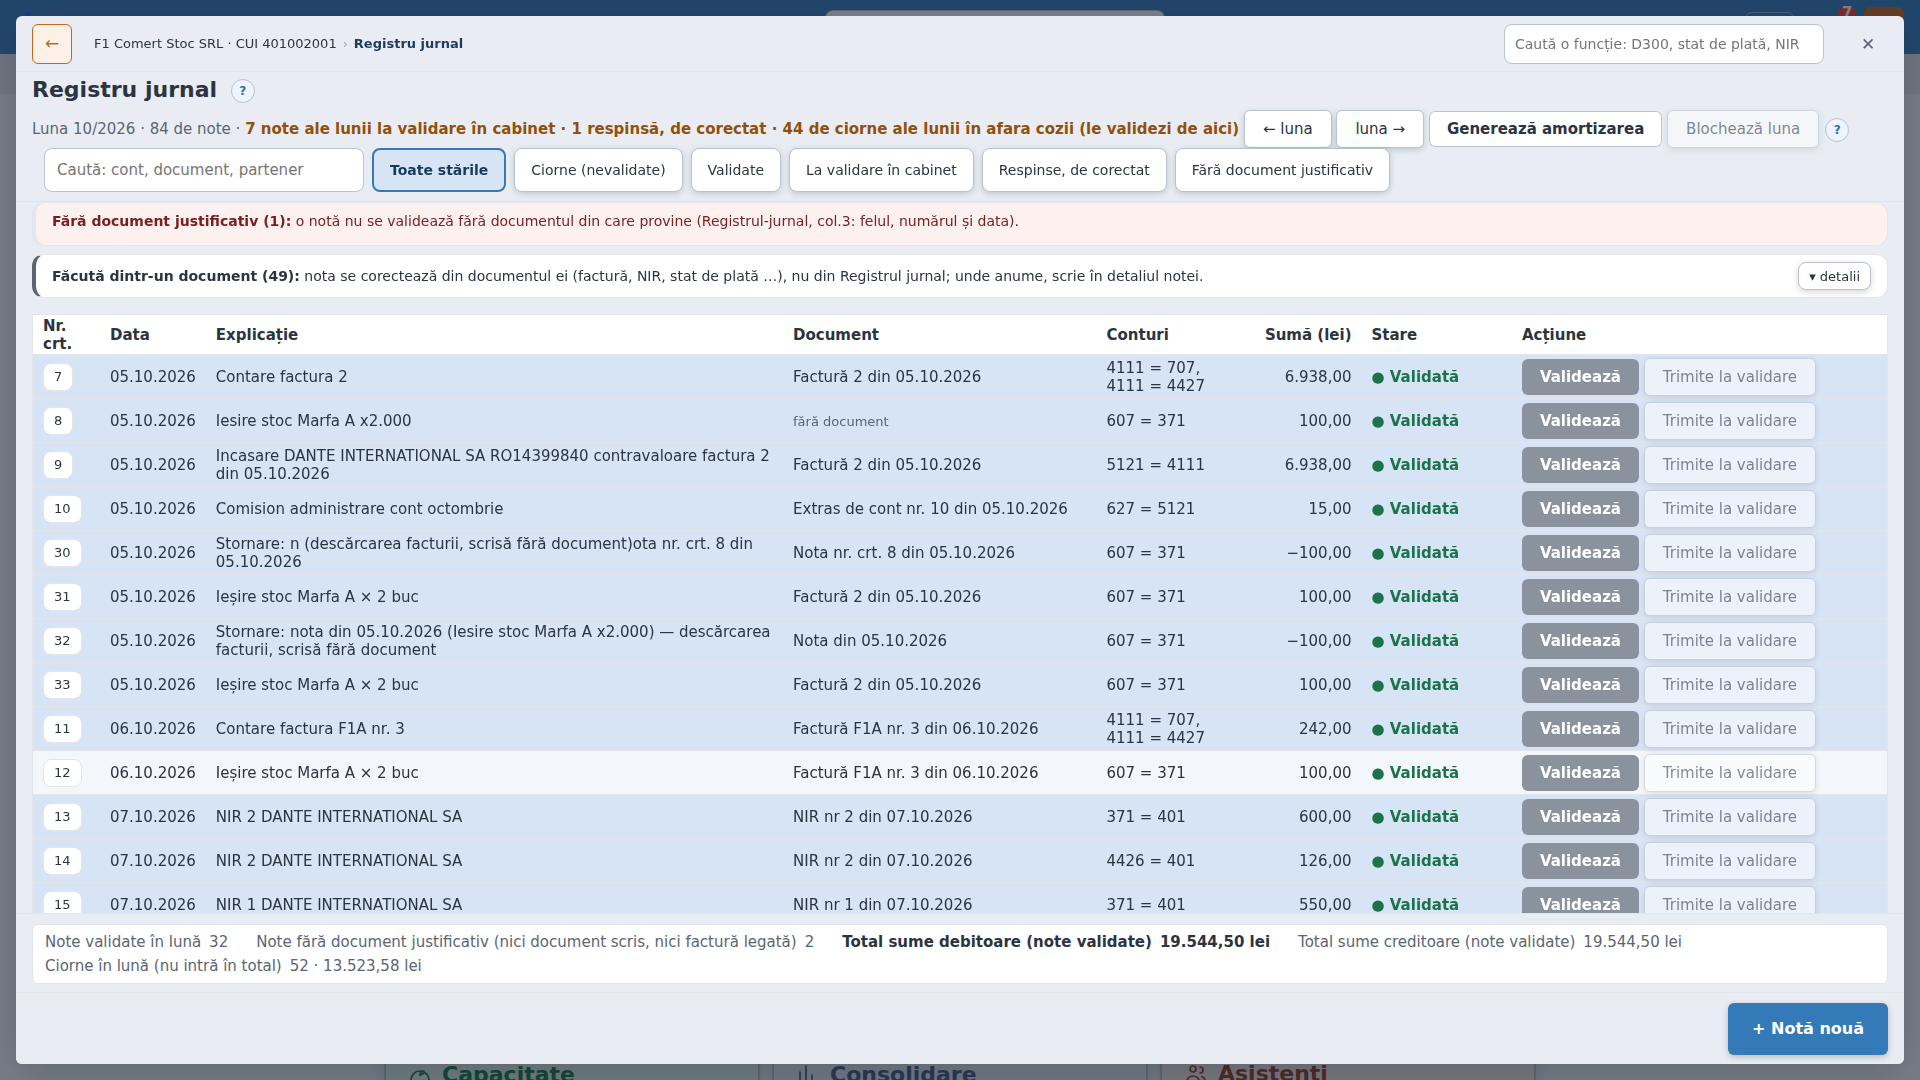 ← F1 Comert Stoc SRL · CUI 401002001 › Registru jurnal Caută o funcție: D300, stat de plată, NIR ✕
Registru jurnal ?
Luna 10/2026 · 84 de note · 7 note ale lunii la validare în cabinet · 1 respinsă, de corectat · 44 de ciorne ale lunii în afara cozii (le validezi de aici) ← luna luna → Generează amortizarea Blochează luna ?
Caută: cont, document, partener Toate stările Ciorne (nevalidate) Validate La validare în cabinet Respinse, de corectat Fără document justificativ
Fără document justificativ (1): o notă nu se validează fără documentul din care provine (Registrul-jurnal, col.3: felul, numărul și data).
Făcută dintr-un document (49): nota se corectează din documentul ei (factură, NIR, stat de plată …), nu din Registrul jurnal; unde anume, scrie în detaliul notei. ▾ detalii
Nr. crt. Data Explicație Document Conturi Sumă (lei) Stare Acțiune
7 05.10.2026 Contare factura 2 Factură 2 din 05.10.2026 4111 = 707, 4111 = 4427 6.938,00 ● Validată Validează Trimite la validare
8 05.10.2026 Iesire stoc Marfa A x2.000 fără document 607 = 371 100,00 ● Validată Validează Trimite la validare
9 05.10.2026 Incasare DANTE INTERNATIONAL SA RO14399840 contravaloare factura 2 din 05.10.2026 Factură 2 din 05.10.2026 5121 = 4111 6.938,00 ● Validată Validează Trimite la validare
10 05.10.2026 Comision administrare cont octombrie Extras de cont nr. 10 din 05.10.2026 627 = 5121 15,00 ● Validată Validează Trimite la validare
30 05.10.2026 Stornare: n (descărcarea facturii, scrisă fără document)ota nr. crt. 8 din 05.10.2026 Nota nr. crt. 8 din 05.10.2026 607 = 371 −100,00 ● Validată Validează Trimite la validare
31 05.10.2026 Ieșire stoc Marfa A × 2 buc Factură 2 din 05.10.2026 607 = 371 100,00 ● Validată Validează Trimite la validare
32 05.10.2026 Stornare: nota din 05.10.2026 (Iesire stoc Marfa A x2.000) — descărcarea facturii, scrisă fără document Nota din 05.10.2026 607 = 371 −100,00 ● Validată Validează Trimite la validare
33 05.10.2026 Ieșire stoc Marfa A × 2 buc Factură 2 din 05.10.2026 607 = 371 100,00 ● Validată Validează Trimite la validare
11 06.10.2026 Contare factura F1A nr. 3 Factură F1A nr. 3 din 06.10.2026 4111 = 707, 4111 = 4427 242,00 ● Validată Validează Trimite la validare
12 06.10.2026 Ieșire stoc Marfa A × 2 buc Factură F1A nr. 3 din 06.10.2026 607 = 371 100,00 ● Validată Validează Trimite la validare
13 07.10.2026 NIR 2 DANTE INTERNATIONAL SA NIR nr 2 din 07.10.2026 371 = 401 600,00 ● Validată Validează Trimite la validare
14 07.10.2026 NIR 2 DANTE INTERNATIONAL SA NIR nr 2 din 07.10.2026 4426 = 401 126,00 ● Validată Validează Trimite la validare
15 07.10.2026 NIR 1 DANTE INTERNATIONAL SA NIR nr 1 din 07.10.2026 371 = 401 550,00 ● Validată Validează Trimite la validare
Note validate în lună 32 Note fără document justificativ (nici document scris, nici factură legată) 2 Total sume debitoare (note validate) 19.544,50 lei Total sume creditoare (note validate) 19.544,50 lei
Ciorne în lună (nu intră în total) 52 · 13.523,58 lei
+ Notă nouă
Capacitate Consolidare Asistenți